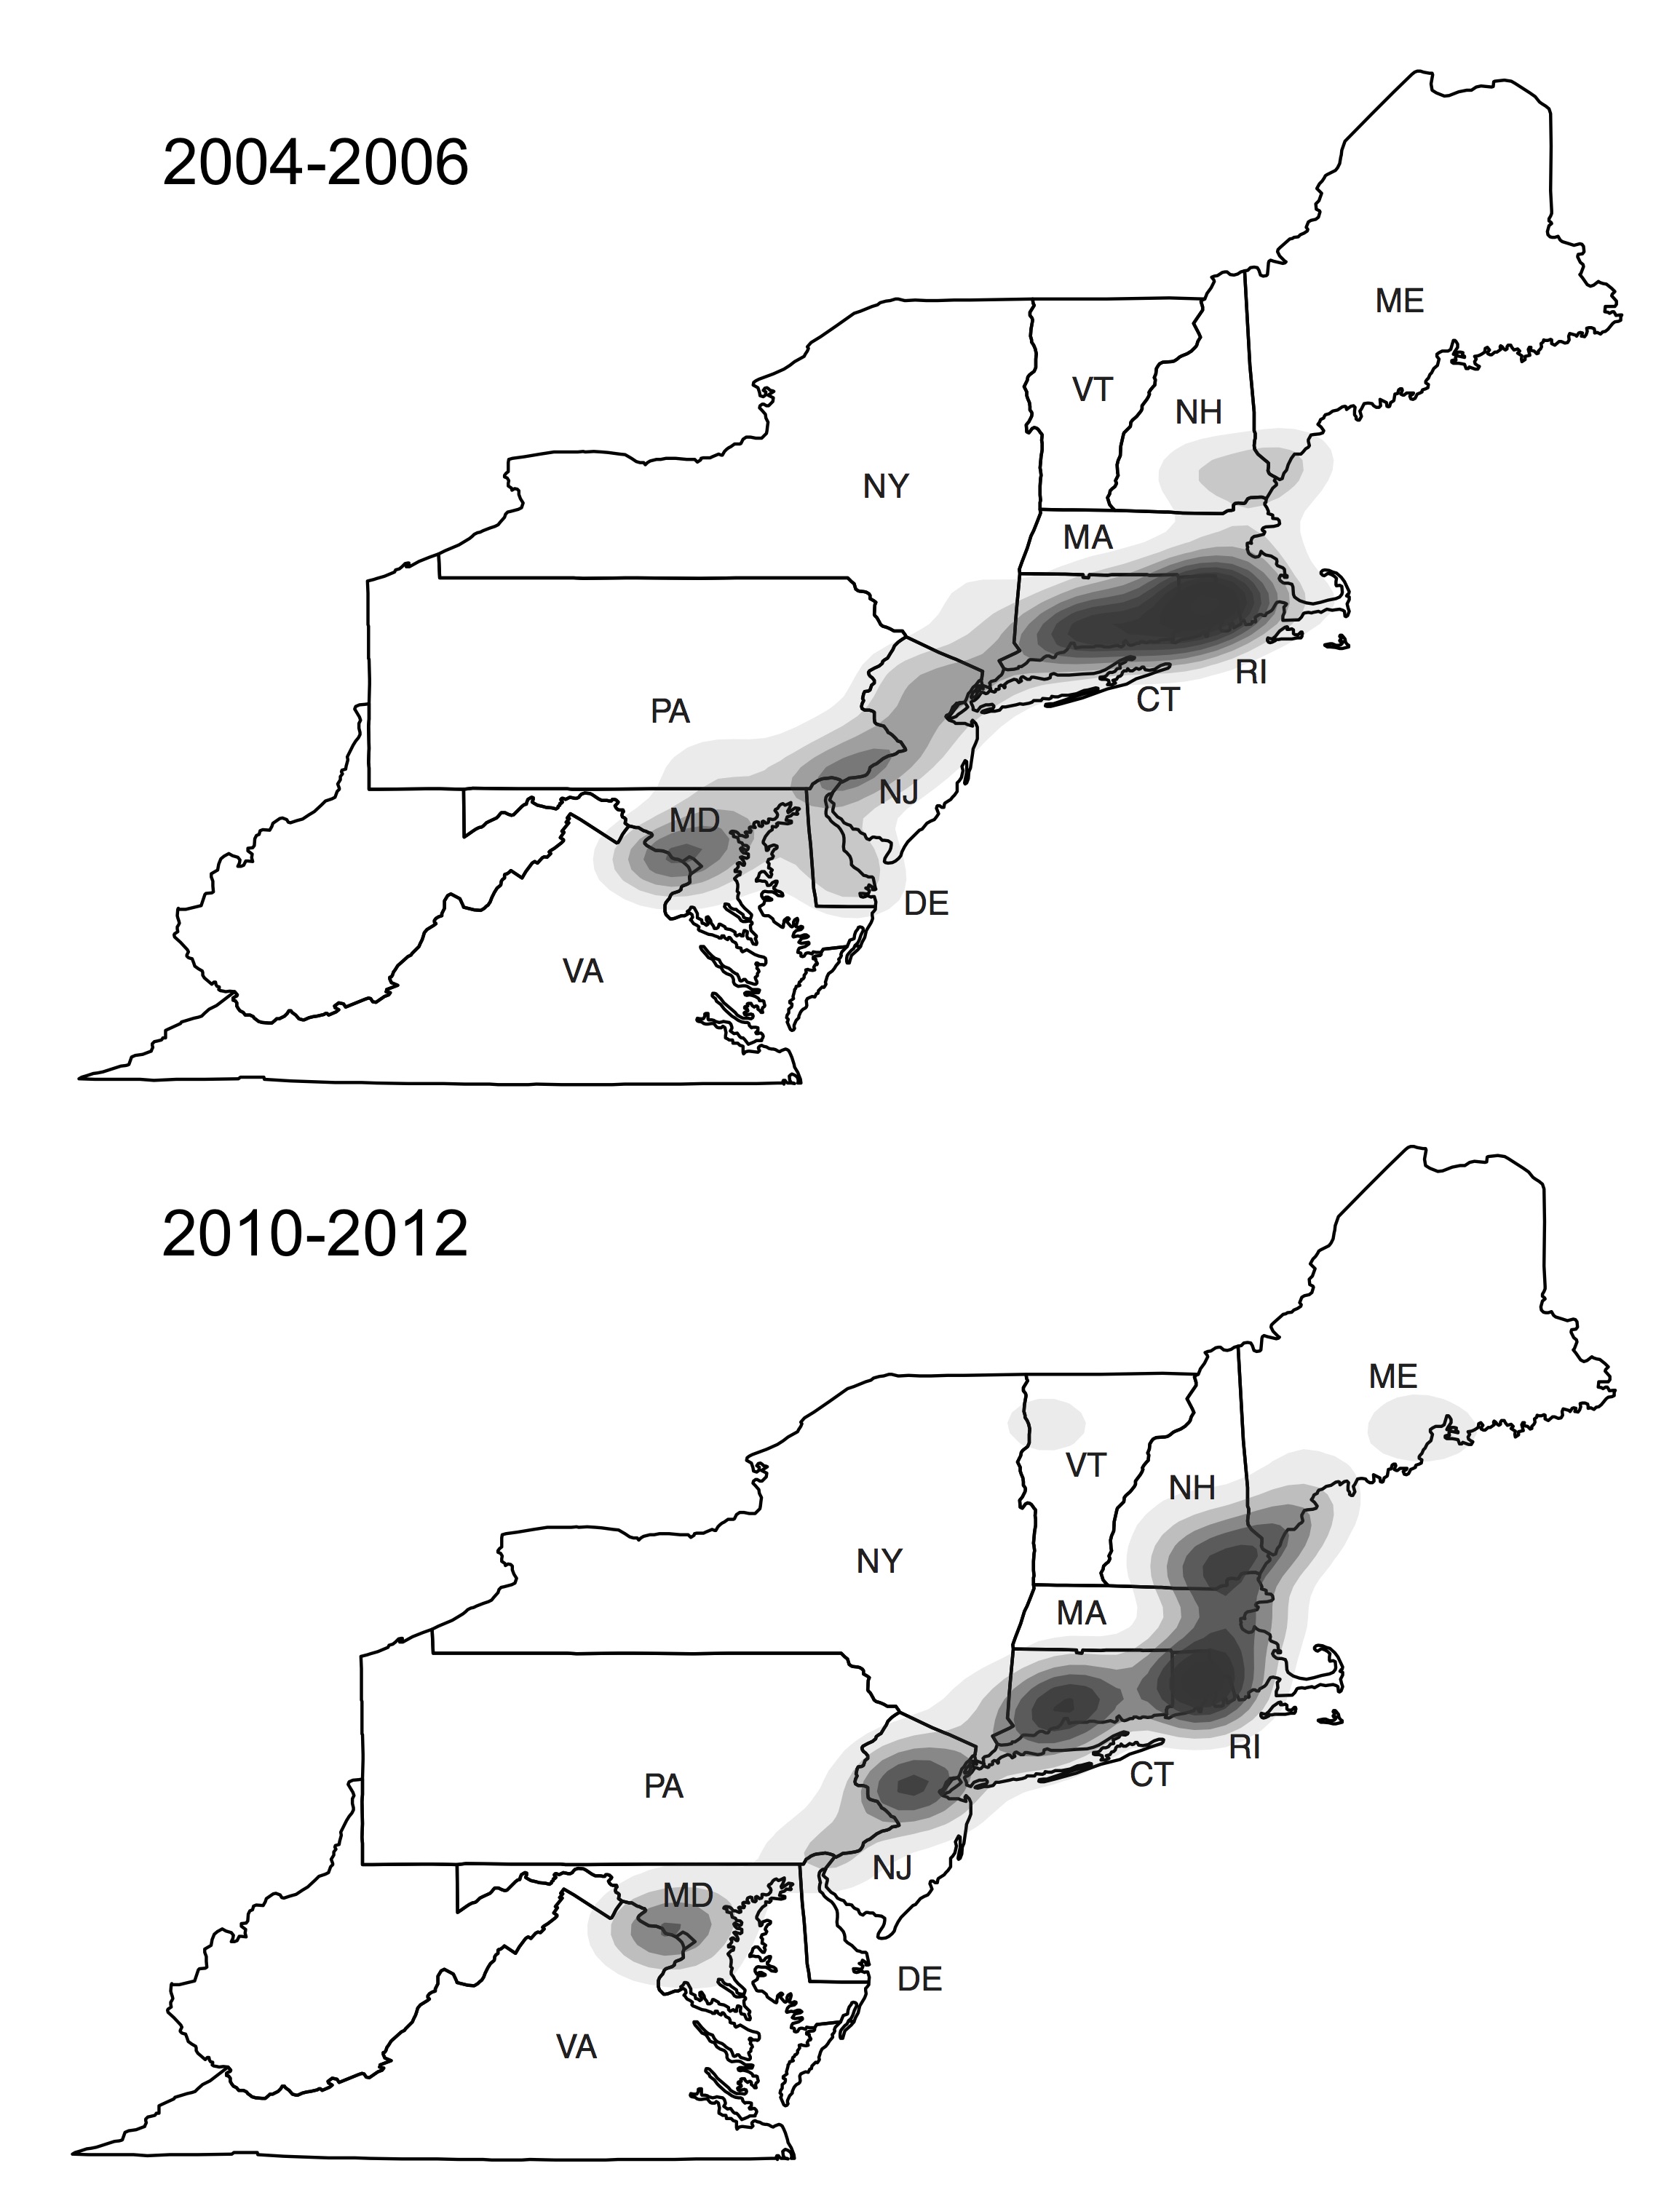 2004-2006
ME
VT
NH
NY
MA
RI
CT
PA
NJ
MD
DE
VA
2010-2012
ME
VT
NH
NY
MA
RI
CT
PA
NJ
MD
DE
VA